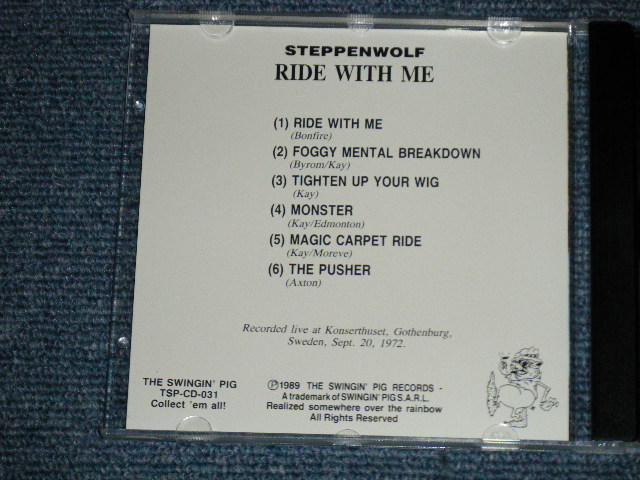 STEPPENWOLF
RIDE WITH ME
(1) RIDE WITH ME
(Bonfire)
(2) FOGGY MENTAL BREAKDOWN
(Byrom/Kay)
(3) TIGHTEN UP YOUR WIG
(Kay)
(4) MONSTER
(Kay/Edmonton)
(5) MAGIC CARPET RIDE
(Kay/Moreve)
(6) THE PUSHER
(Axton)
Recorded live at Konserthuset, Gothenburg,
Sweden, Sept. 20, 1972.
THE SWINGIN' PIG
TSP-CD-031
Collect 'em all!
℗1989 THE SWINGIN' PIG RECORDS -
A trademark of SWINGIN' PIG S.A.R.L.
Realized somewhere over the rainbow
All Rights Reserved